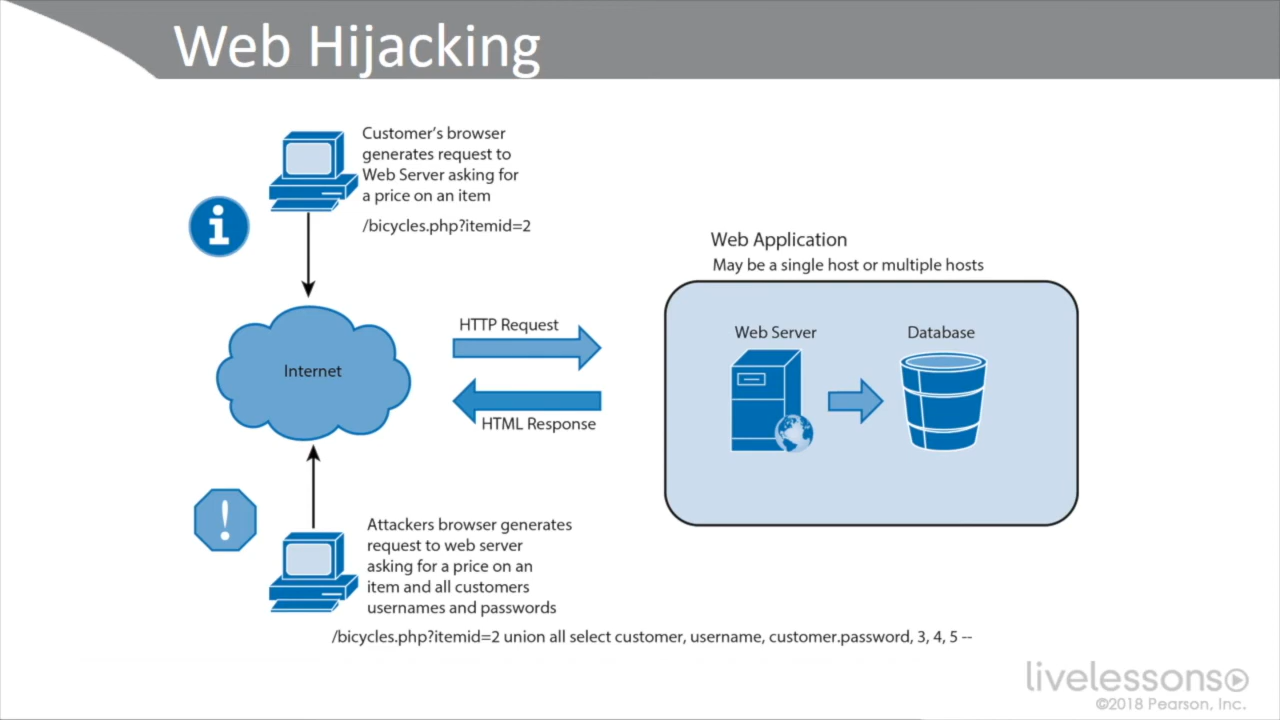 Web Hijacking
Customer's browser
generates request to
Web Server asking for
a price on an item
/bicycles.php?itemid=2
Web Application
May be a single host or multiple hosts
HTTP Request
Web Server
Database
Internet
HTML Response
Attackers browser generates
request to web server
asking for a price on an
item and all customers
usernames and passwords
/bicycles.php?itemid=2 union all select customer, username, customer.password, 3, 4, 5 --
livelessons
©2018 Pearson, Inc.